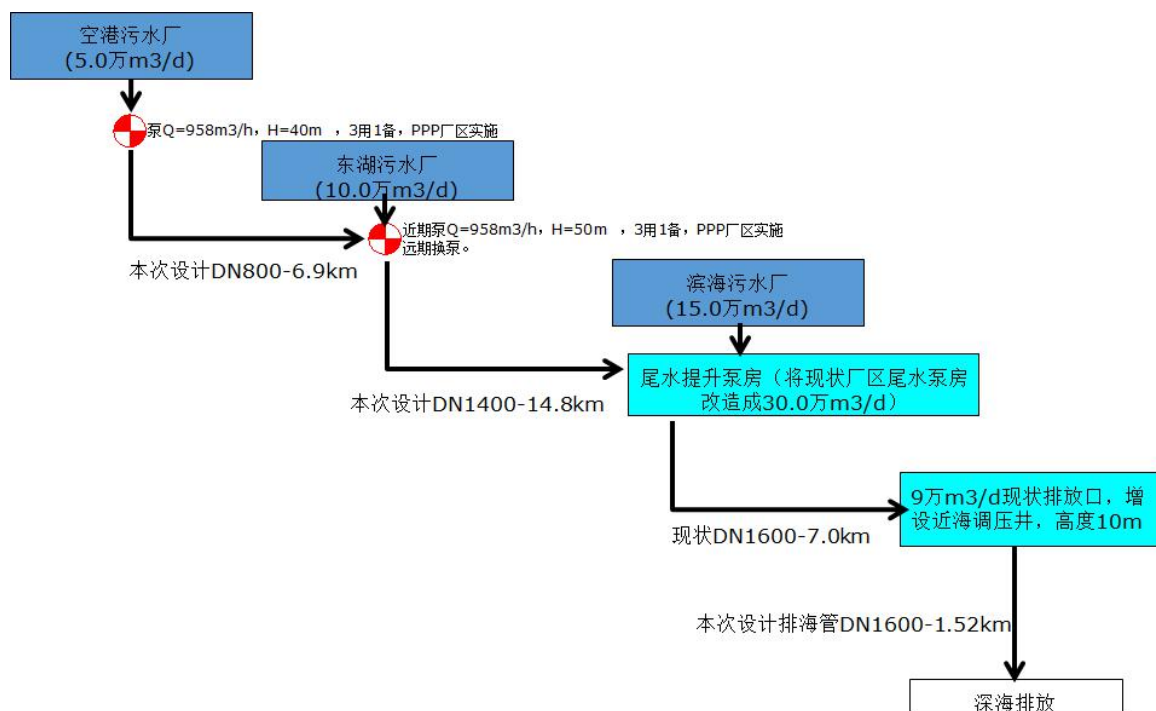 空港污水厂
(5.0万m3/d)
泵Q=958m3/h，H=40m ，3用1备，PPP厂区实施
东湖污水厂
(10.0万m3/d)
近期泵Q=958m3/h，H=50m ，3用1备，PPP厂区实施
远期换泵。
本次设计DN800-6.9km
滨海污水厂
(15.0万m3/d)
尾水提升泵房（将现状厂区尾水泵房
改造成30.0万m3/d）
本次设计DN1400-14.8km
9万m3/d现状排放口，增
设近海调压井，高度10m
现状DN1600-7.0km
本次设计排海管DN1600-1.52km
深海排放